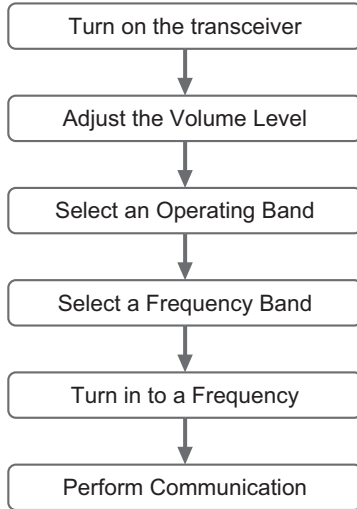 Turn on the transceiver
Adjust the Volume Level
Select an Operating Band
Select a Frequency Band
Turn in to a Frequency
Perform Communication